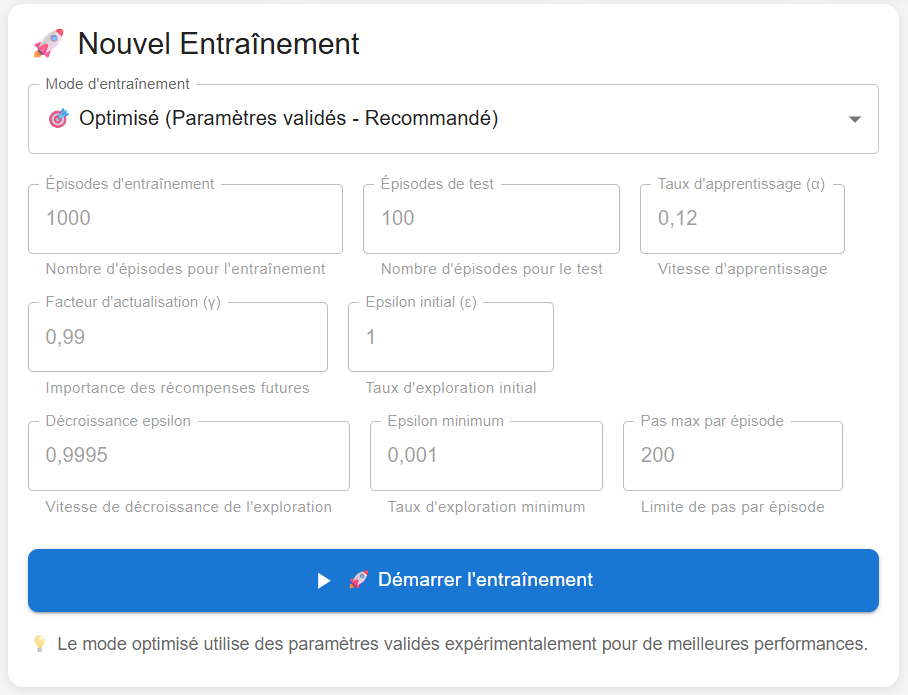 Nouvel Entraînement
Mode d'entraînement
Optimisé (Paramètres validés - Recommandé)
Épisodes d'entraînement
1000
Nombre d'épisodes pour l'entraînement
Épisodes de test
100
Nombre d'épisodes pour le test
Taux d'apprentissage (α)
0,12
Vitesse d'apprentissage
Facteur d'actualisation (γ)
0,99
Importance des récompenses futures
Epsilon initial (ε)
1
Taux d'exploration initial
Décroissance epsilon
0,9995
Vitesse de décroissance de l'exploration
Epsilon minimum
0,001
Taux d'exploration minimum
Pas max par épisode
200
Limite de pas par épisode
Démarrer l'entraînement
Le mode optimisé utilise des paramètres validés expérimentalement pour de meilleures performances.